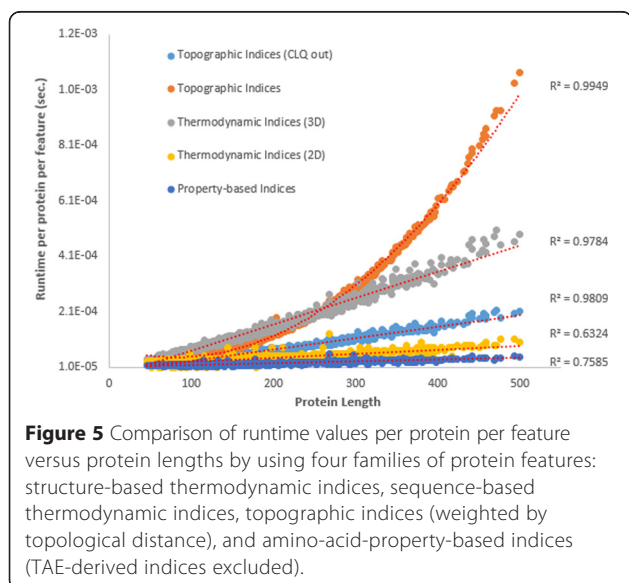 1.2E-03
1.0E-03
8.1E-04
6.1E-04
4.1E-04
2.1E-04
1.0E-05
Runtime per protein per feature (sec.)
Topographic Indices (CLQ out)
Topographic Indices
Thermodynamic Indices (3D)
Thermodynamic Indices (2D)
Property-based Indices
R² = 0.9949
R² = 0.9784
R² = 0.9809
R² = 0.6324
R² = 0.7585
0 100 200 300 400 500
Protein Length
Figure 5 Comparison of runtime values per protein per feature
versus protein lengths by using four families of protein features:
structure-based thermodynamic indices, sequence-based
thermodynamic indices, topographic indices (weighted by
topological distance), and amino-acid-property-based indices
(TAE-derived indices excluded).